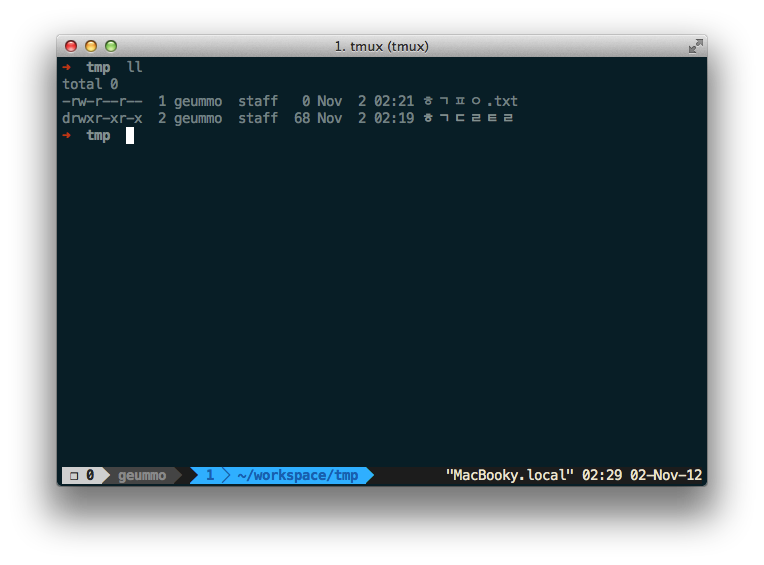 1. tmux (tmux)
➜ tmp ll
total 0
-rw-r--r-- 1 geummo staff 0 Nov 2 02:21 ㅎㄱㅍㅇ.txt
drwxr-xr-x 2 geummo staff 68 Nov 2 02:19 ㅎㄱㄷㄹㅌㄹ
➜ tmp
❐ 0 geummo 1 ~/workspace/tmp "MacBooky.local" 02:29 02-Nov-12